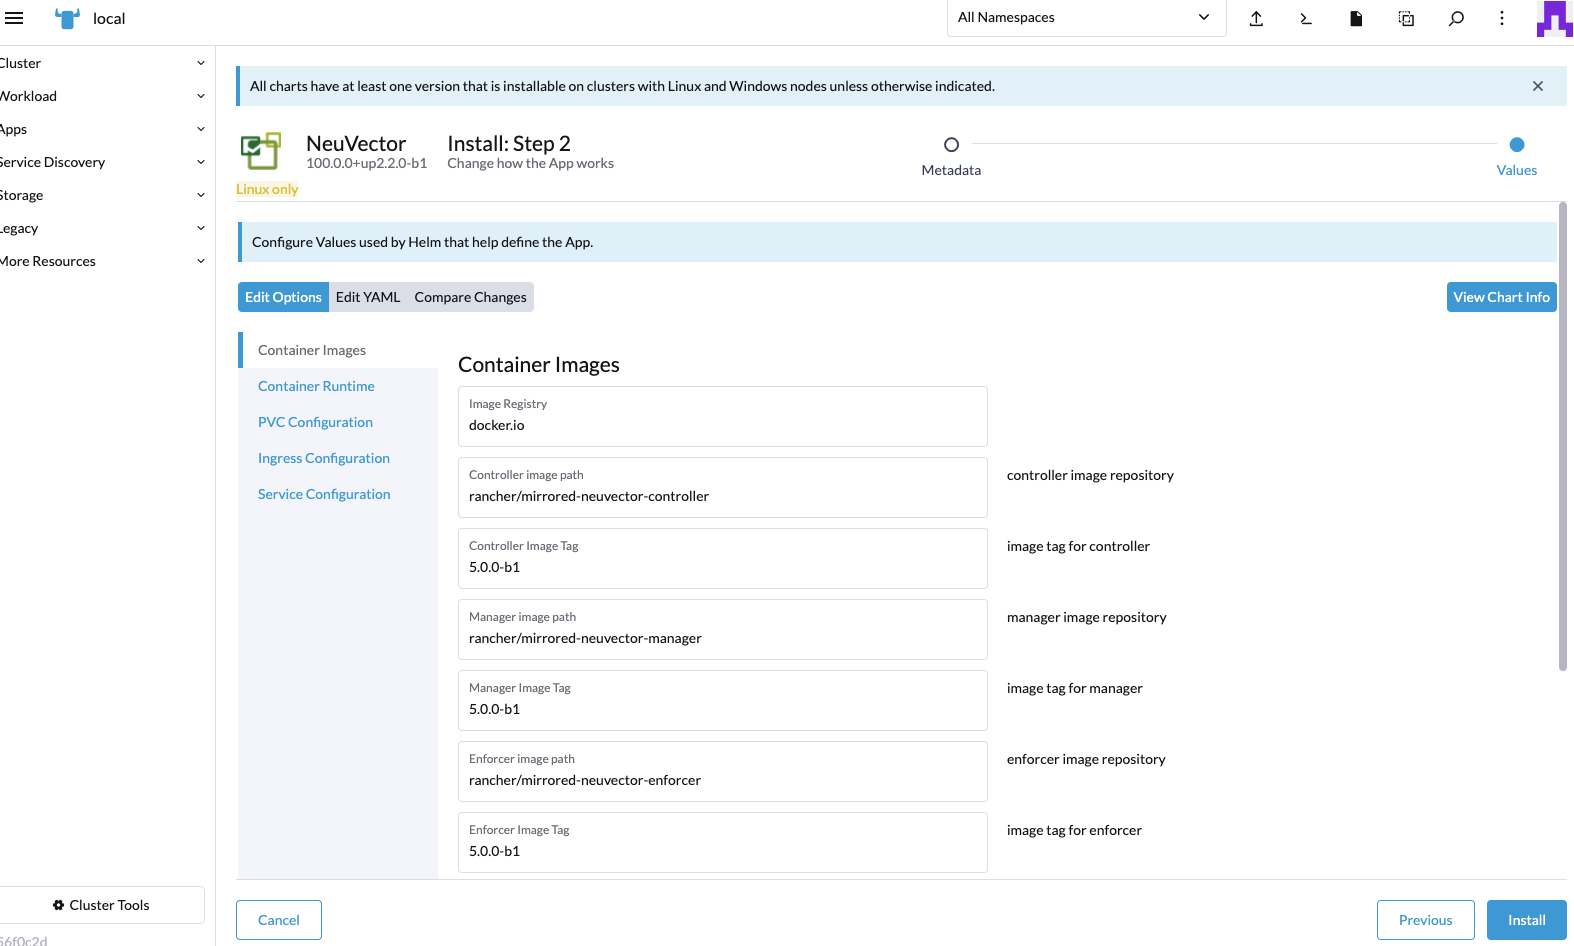 local
All Namespaces
Cluster
Workload
Apps
Service Discovery
Storage
Legacy
More Resources
All charts have at least one version that is installable on clusters with Linux and Windows nodes unless otherwise indicated.
NeuVector
100.0.0+up2.2.0-b1
Linux only
Install: Step 2
Change how the App works
Metadata
Values
Configure Values used by Helm that help define the App.
Edit Options
Edit YAML
Compare Changes
View Chart Info
Container Images
Container Runtime
PVC Configuration
Ingress Configuration
Service Configuration
Container Images
Image Registry
docker.io
Controller image path
rancher/mirrored-neuvector-controller
controller image repository
Controller Image Tag
5.0.0-b1
image tag for controller
Manager image path
rancher/mirrored-neuvector-manager
manager image repository
Manager Image Tag
5.0.0-b1
image tag for manager
Enforcer image path
rancher/mirrored-neuvector-enforcer
enforcer image repository
Enforcer Image Tag
5.0.0-b1
image tag for enforcer
Cluster Tools
56f0c2d
Cancel
Previous
Install